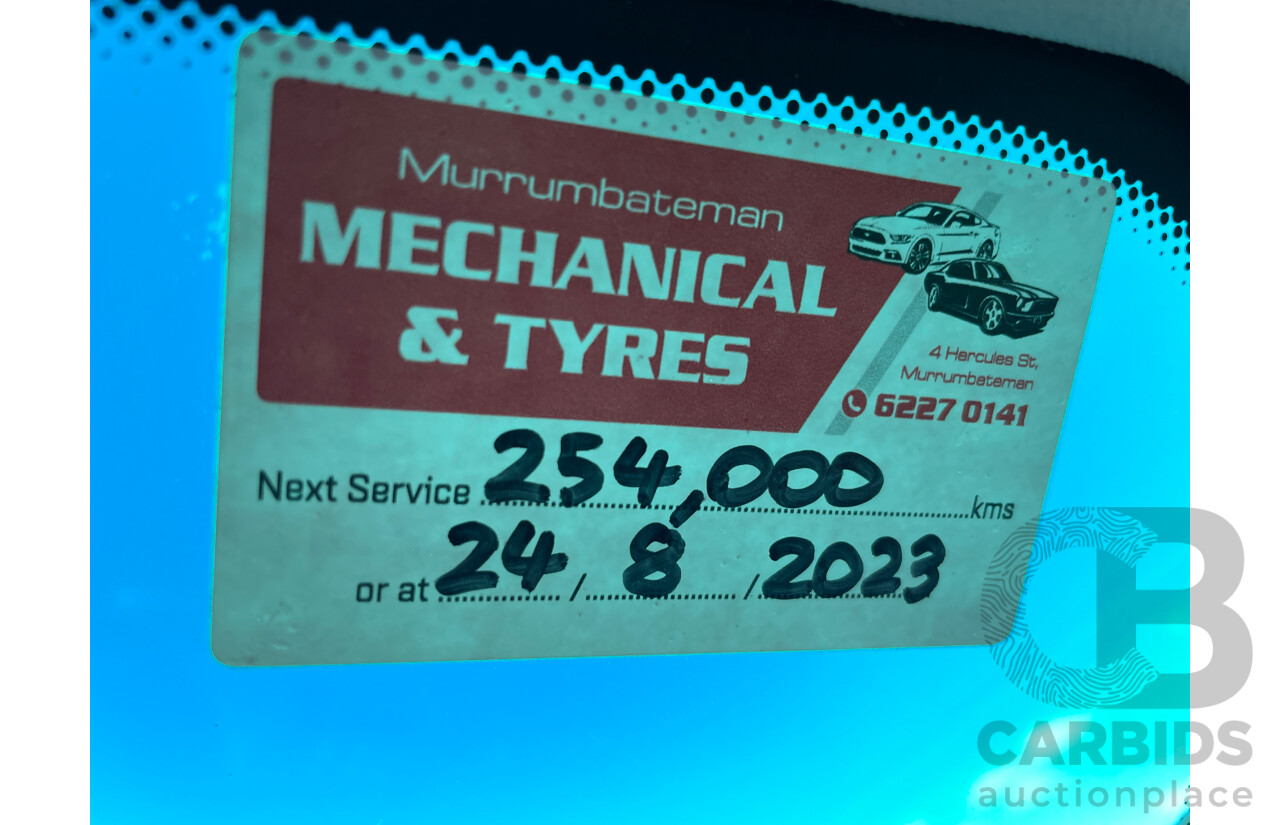 Murrumbateman
MECHANICAL
& TYRES
4 Hercules St,
Murrumbateman
6227 0141
Next Service 254,000 kms
or at 24 / 8 / 2023
CB
CARBIDS
auctionplace